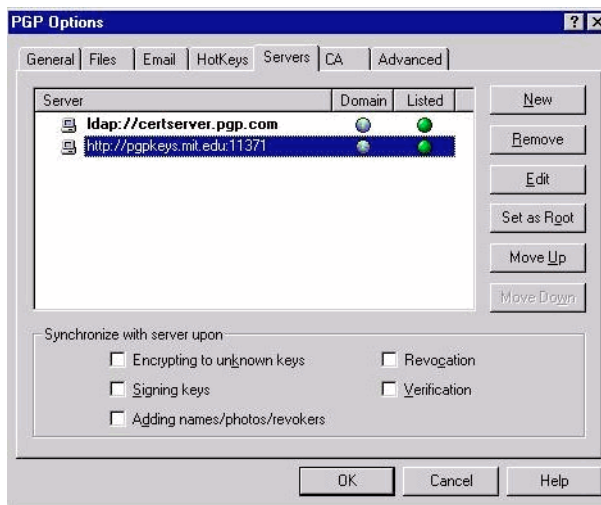 PGP Options
General Files Email HotKeys Servers CA Advanced
Server Domain Listed
ldap://certserver.pgp.com
http://pgpkeys.mit.edu:11371
New
Remove
Edit
Set as Root
Move Up
Move Down
Synchronize with server upon
Encrypting to unknown keys Revocation
Signing keys Verification
Adding names/photos/revokers
OK Cancel Help